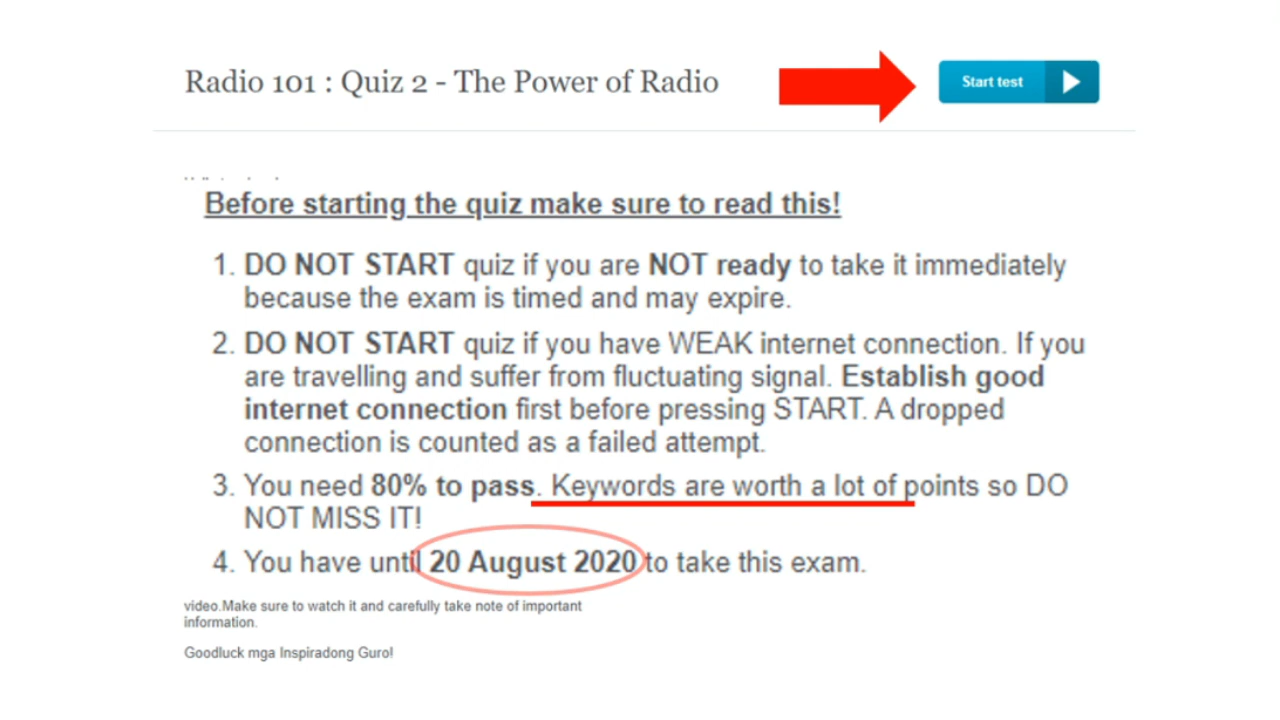 Radio 101 : Quiz 2 - The Power of Radio
Start test
Before starting the quiz make sure to read this!
1. DO NOT START quiz if you are NOT ready to take it immediately
because the exam is timed and may expire.
2. DO NOT START quiz if you have WEAK internet connection. If you
are travelling and suffer from fluctuating signal. Establish good
internet connection first before pressing START. A dropped
connection is counted as a failed attempt.
3. You need 80% to pass. Keywords are worth a lot of points so DO
NOT MISS IT!
4. You have until 20 August 2020 to take this exam.
video.Make sure to watch it and carefully take note of important
information.
Goodluck mga Inspiradong Guro!